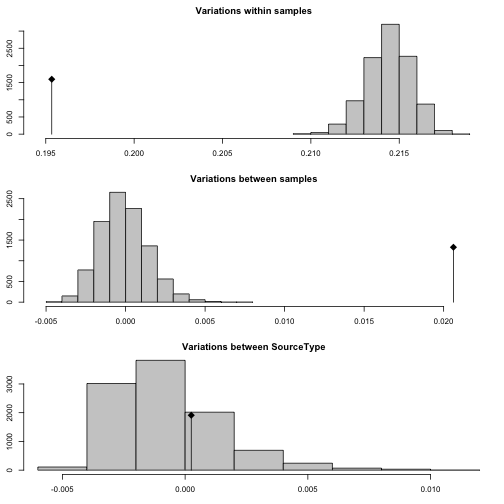 Variations within samples
0 500 1500 2500
0.195 0.200 0.205 0.210 0.215
Variations between samples
0 500 1500 2500
-0.005 0.000 0.005 0.010 0.015 0.020
Variations between SourceType
0 1000 2000 3000
-0.005 0.000 0.005 0.010